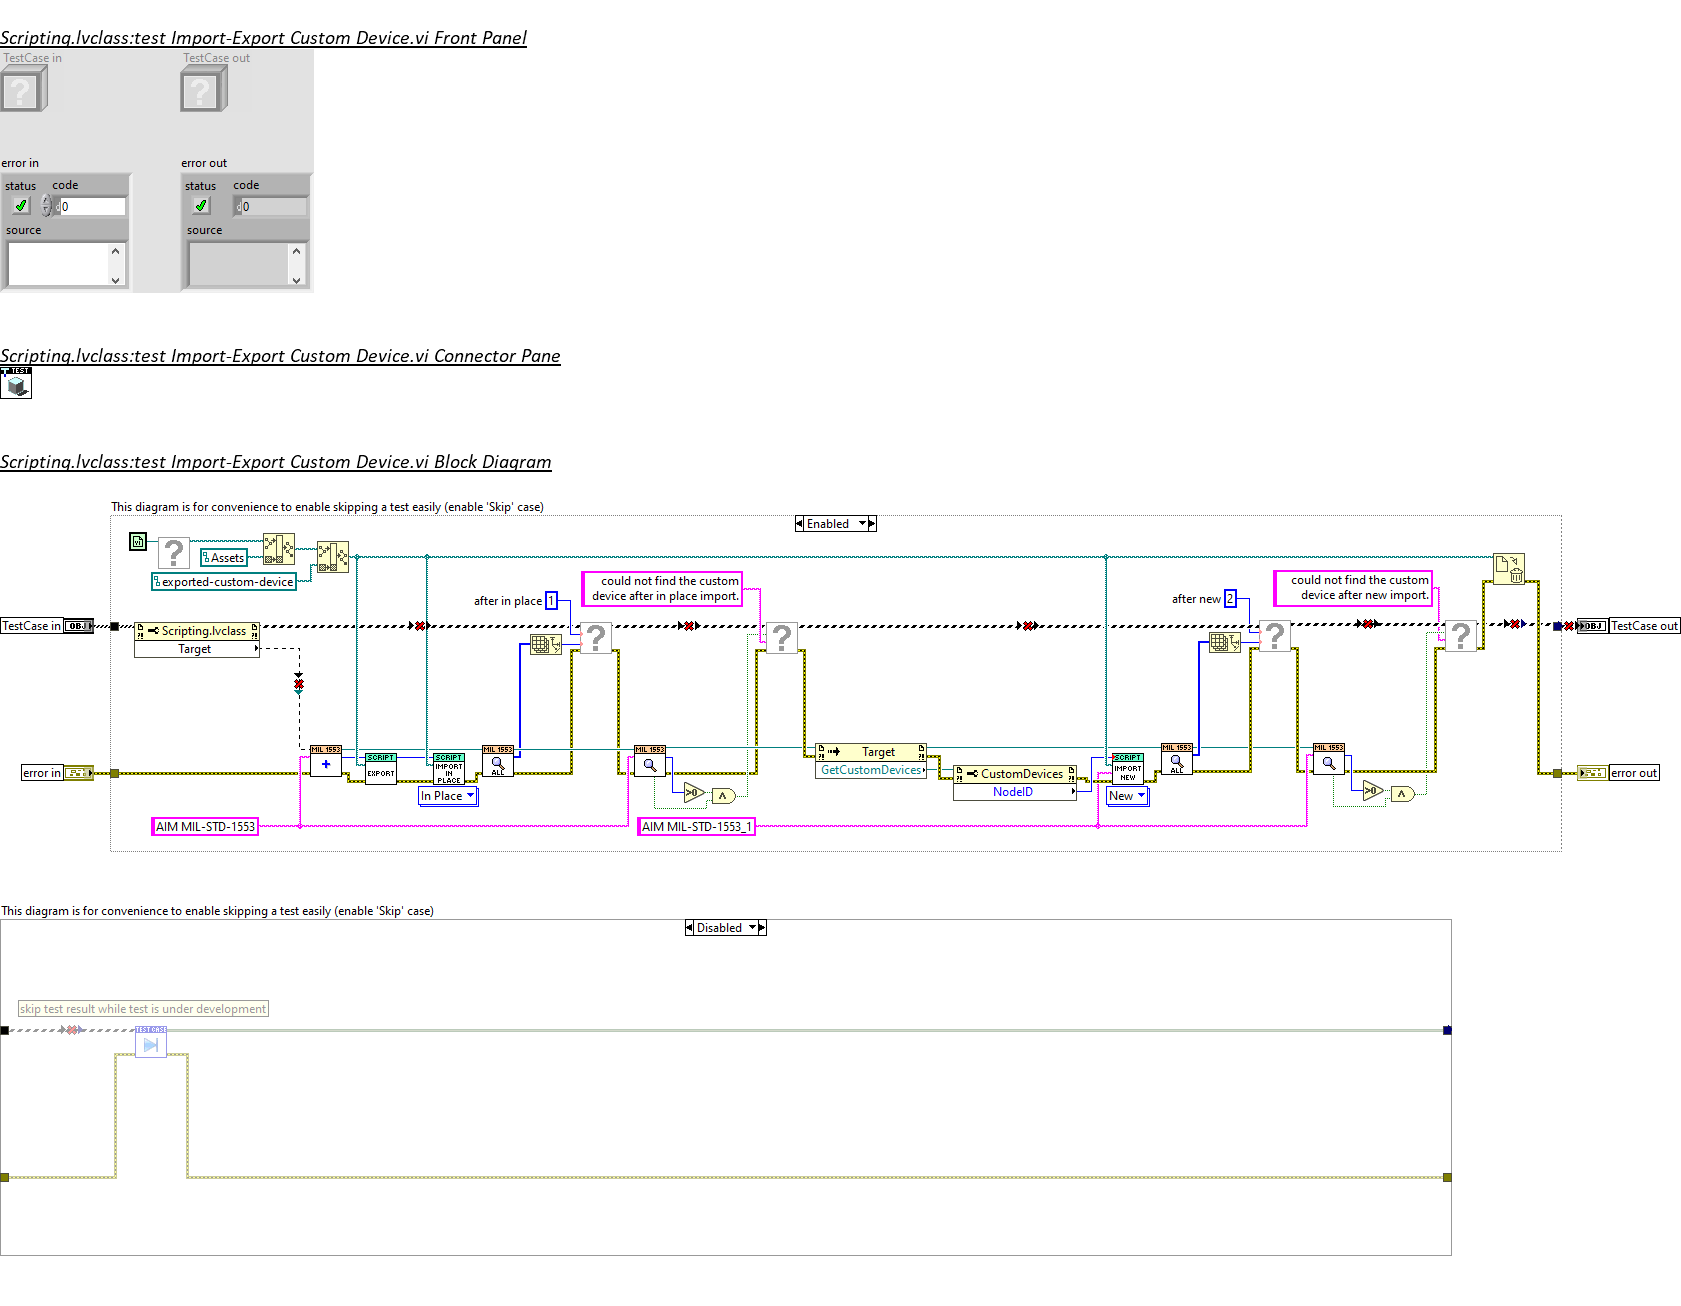 Scripting.lvclass:test Import-Export Custom Device.vi Front Panel
TestCase in
TestCase out
?
?
error in
error out
status
code
status
code
d
0
d
0
source
source
Scripting.lvclass:test Import-Export Custom Device.vi Connector Pane
TEST
Scripting.lvclass:test Import-Export Custom Device.vi Block Diagram
This diagram is for convenience to enable skipping a test easily (enable 'Skip' case)
Enabled
?
Assets
exported-custom-device
could not find the custom
device after in place import.
could not find the custom
device after new import.
after in place
1
after new
2
TestCase in
OBJ
Scripting.lvclass
Target
?
?
?
?
OBJ
TestCase out
MIL 1553
+
SCRIPT
EXPORT
SCRIPT
IMPORT
IN
PLACE
MIL 1553
ALL
MIL 1553
Target
GetCustomDevices
CustomDevices
NodeID
SCRIPT
IMPORT
NEW
MIL 1553
ALL
MIL 1553
error in
error out
In Place
>0
∧
New
>0
∧
AIM MIL-STD-1553
AIM MIL-STD-1553_1
This diagram is for convenience to enable skipping a test easily (enable 'Skip' case)
Disabled
skip test result while test is under development
TEST CASE